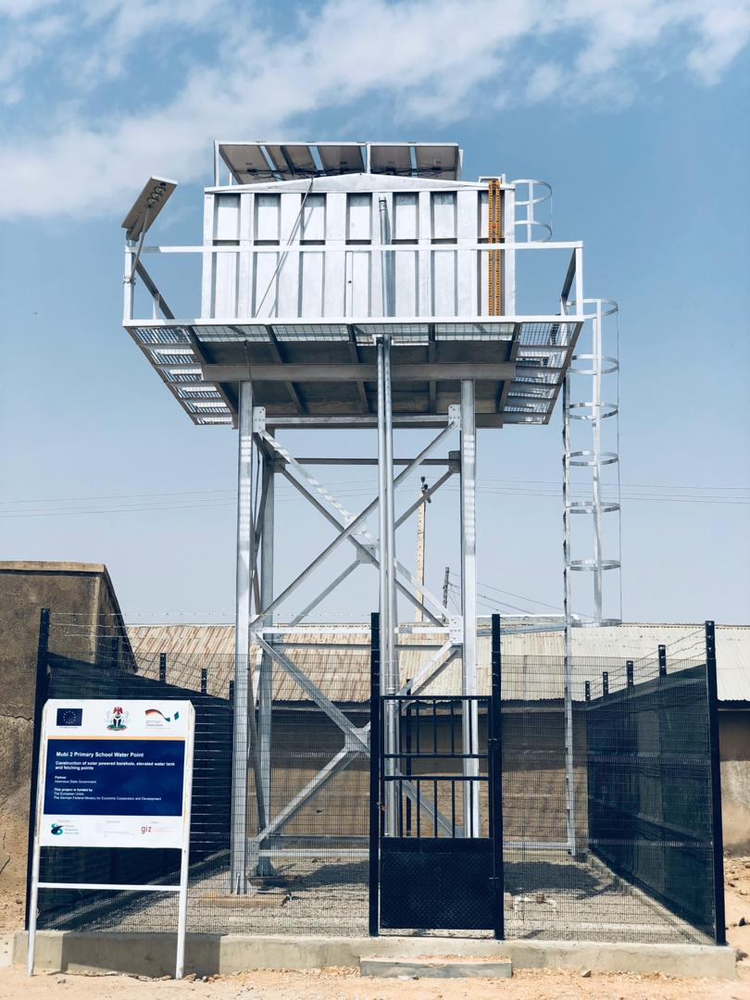 german
cooperation
Mubi 2 Primary School Water Point
Construction of solar powered borehole, elevated water tank
and fetching points
Partner
Adamawa State Government
This project is funded by
The European Union
The German Federal Ministry for Economic Cooperation and Development
giz